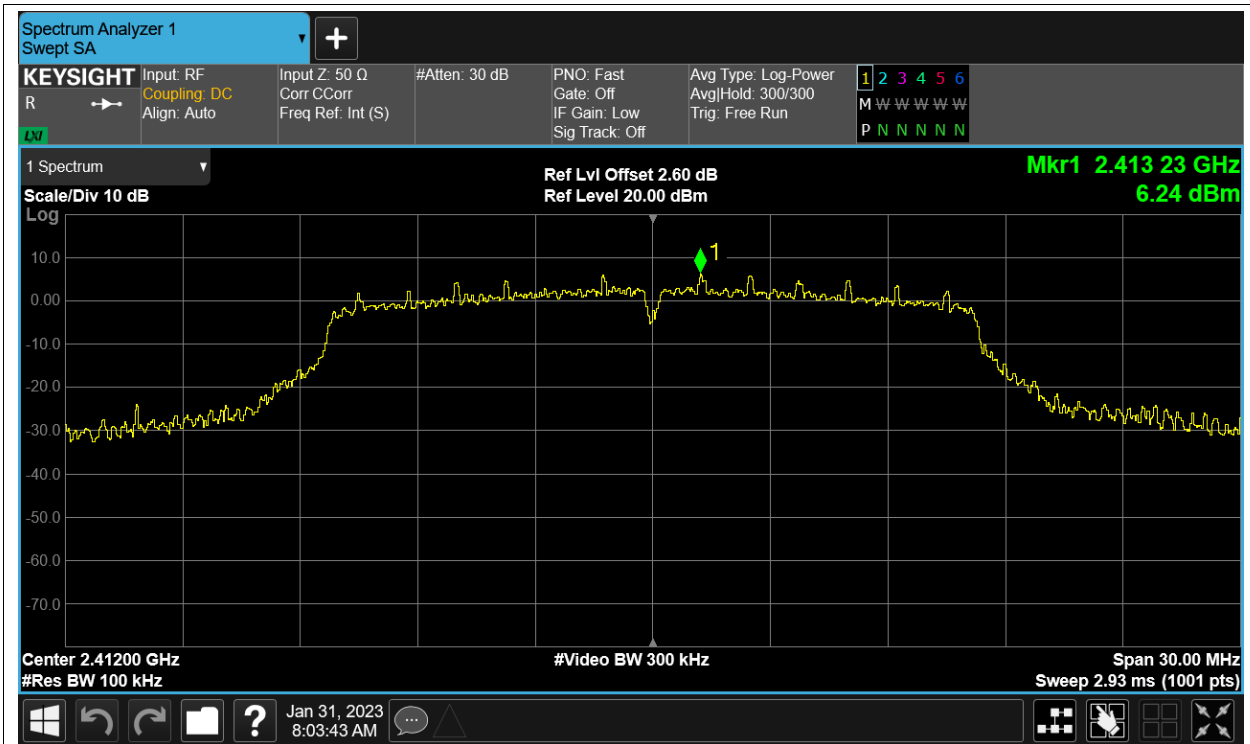 Spectrum Analyzer 1
Swept SA
KEYSIGHT
R
LXI
Input: RF
Coupling: DC
Align: Auto
Input Z: 50 Ω
Corr CCorr
Freq Ref: Int (S)
#Atten: 30 dB
PNO: Fast
Gate: Off
IF Gain: Low
Sig Track: Off
Avg Type: Log-Power
Avg|Hold: 300/300
Trig: Free Run
1 2 3 4 5 6
M W W W W W
P N N N N N
1 Spectrum
Scale/Div 10 dB
Ref Lvl Offset 2.60 dB
Ref Level 20.00 dBm
Mkr1 2.413 23 GHz
6.24 dBm
Log
1
10.0
0.00
-10.0
-20.0
-30.0
-40.0
-50.0
-60.0
-70.0
Center 2.41200 GHz
#Video BW 300 kHz
Span 30.00 MHz
#Res BW 100 kHz
Sweep 2.93 ms (1001 pts)
?
Jan 31, 2023
8:03:43 AM